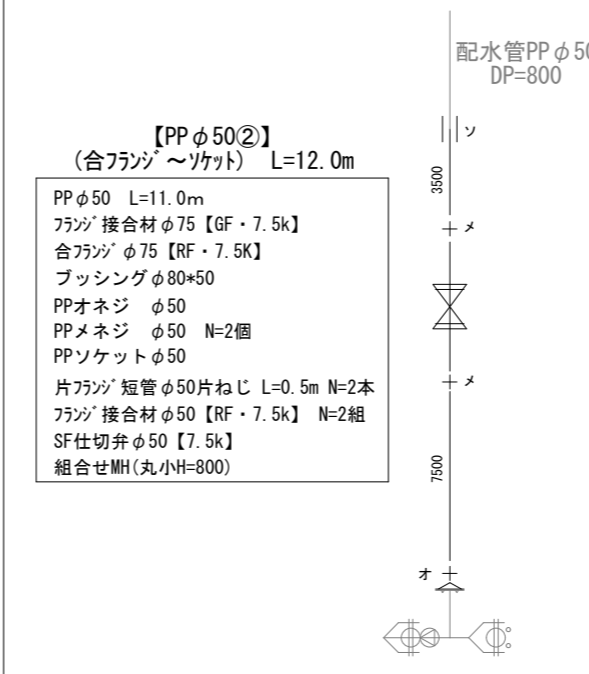 配水管PPφ50
DP=800
ソ
3500
メ
メ
7500
オ
【PPφ50②】
(合フランジ～ソケット) L=12.0m
PPφ50 L=11.0m
フランジ接合材φ75【GF・7.5k】
合フランジφ75【RF・7.5K】
ブッシングφ80*50
PPオネジ φ50
PPメネジ φ50 N=2個
PPソケットφ50
片フランジ短管φ50片ねじ L=0.5m N=2本
フランジ接合材φ50【RF・7.5k】 N=2組
SF仕切弁φ50【7.5k】
組合せMH(丸小H=800)